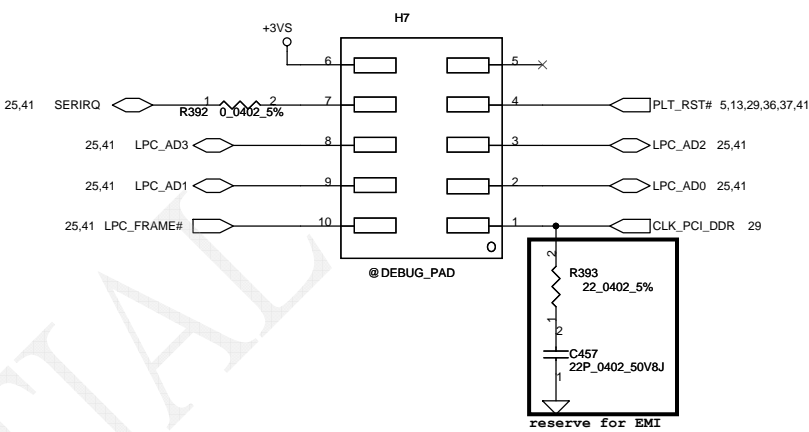 H7
+3VS
6
5
25,41 SERIRQ
1
2
7
4
PLT_RST# 5,13,29,36,37,41
R392 0_0402_5%
25,41 LPC_AD3
8
3
LPC_AD2 25,41
25,41 LPC_AD1
9
2
LPC_AD0 25,41
25,41 LPC_FRAME#
10
1
CLK_PCI_DDR 29
@DEBUG_PAD
2
R393
22_0402_5%
1
2
C457
22P_0402_50V8J
1
reserve for EMI
TIAL